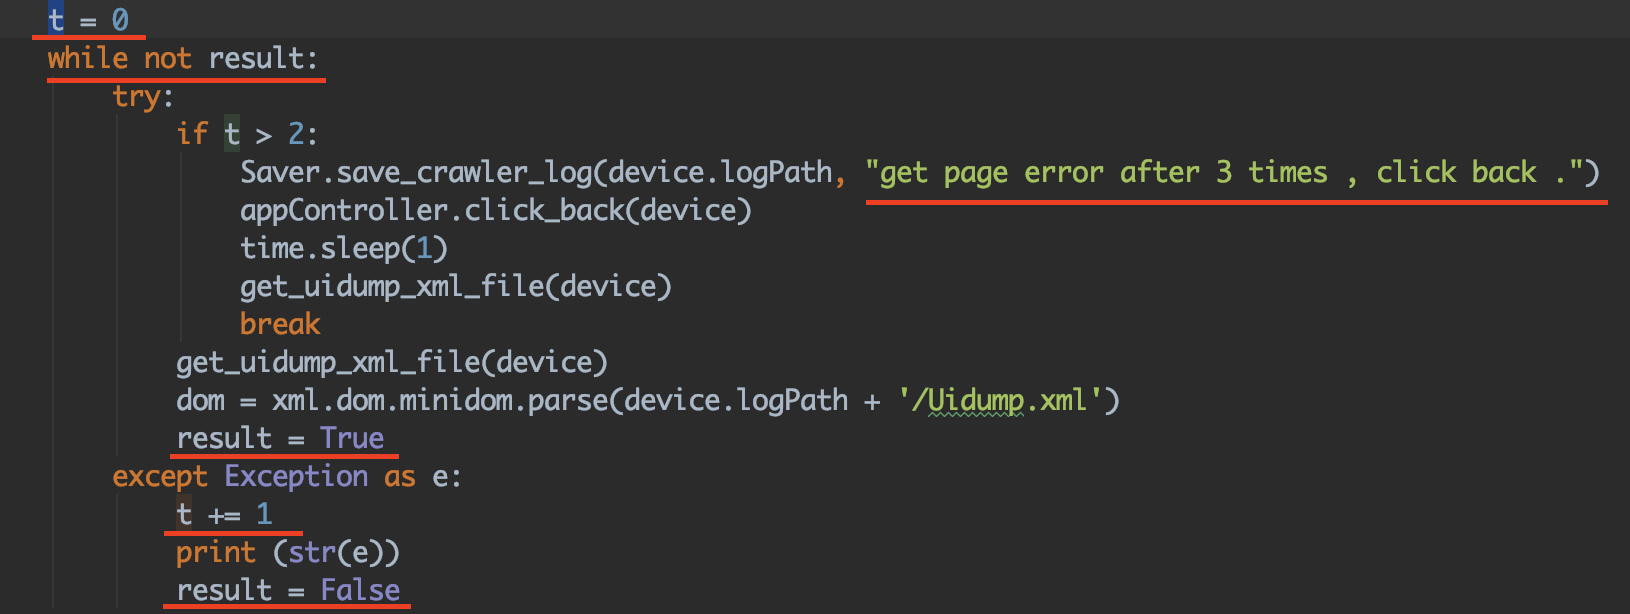 t = 0
while not result:
try:
if t > 2:
Saver.save_crawler_log(device.logPath, "get page error after 3 times , click back .")
appController.click_back(device)
time.sleep(1)
get_uidump_xml_file(device)
break
get_uidump_xml_file(device)
dom = xml.dom.minidom.parse(device.logPath + '/Uidump.xml')
result = True
except Exception as e:
t += 1
print (str(e))
result = False